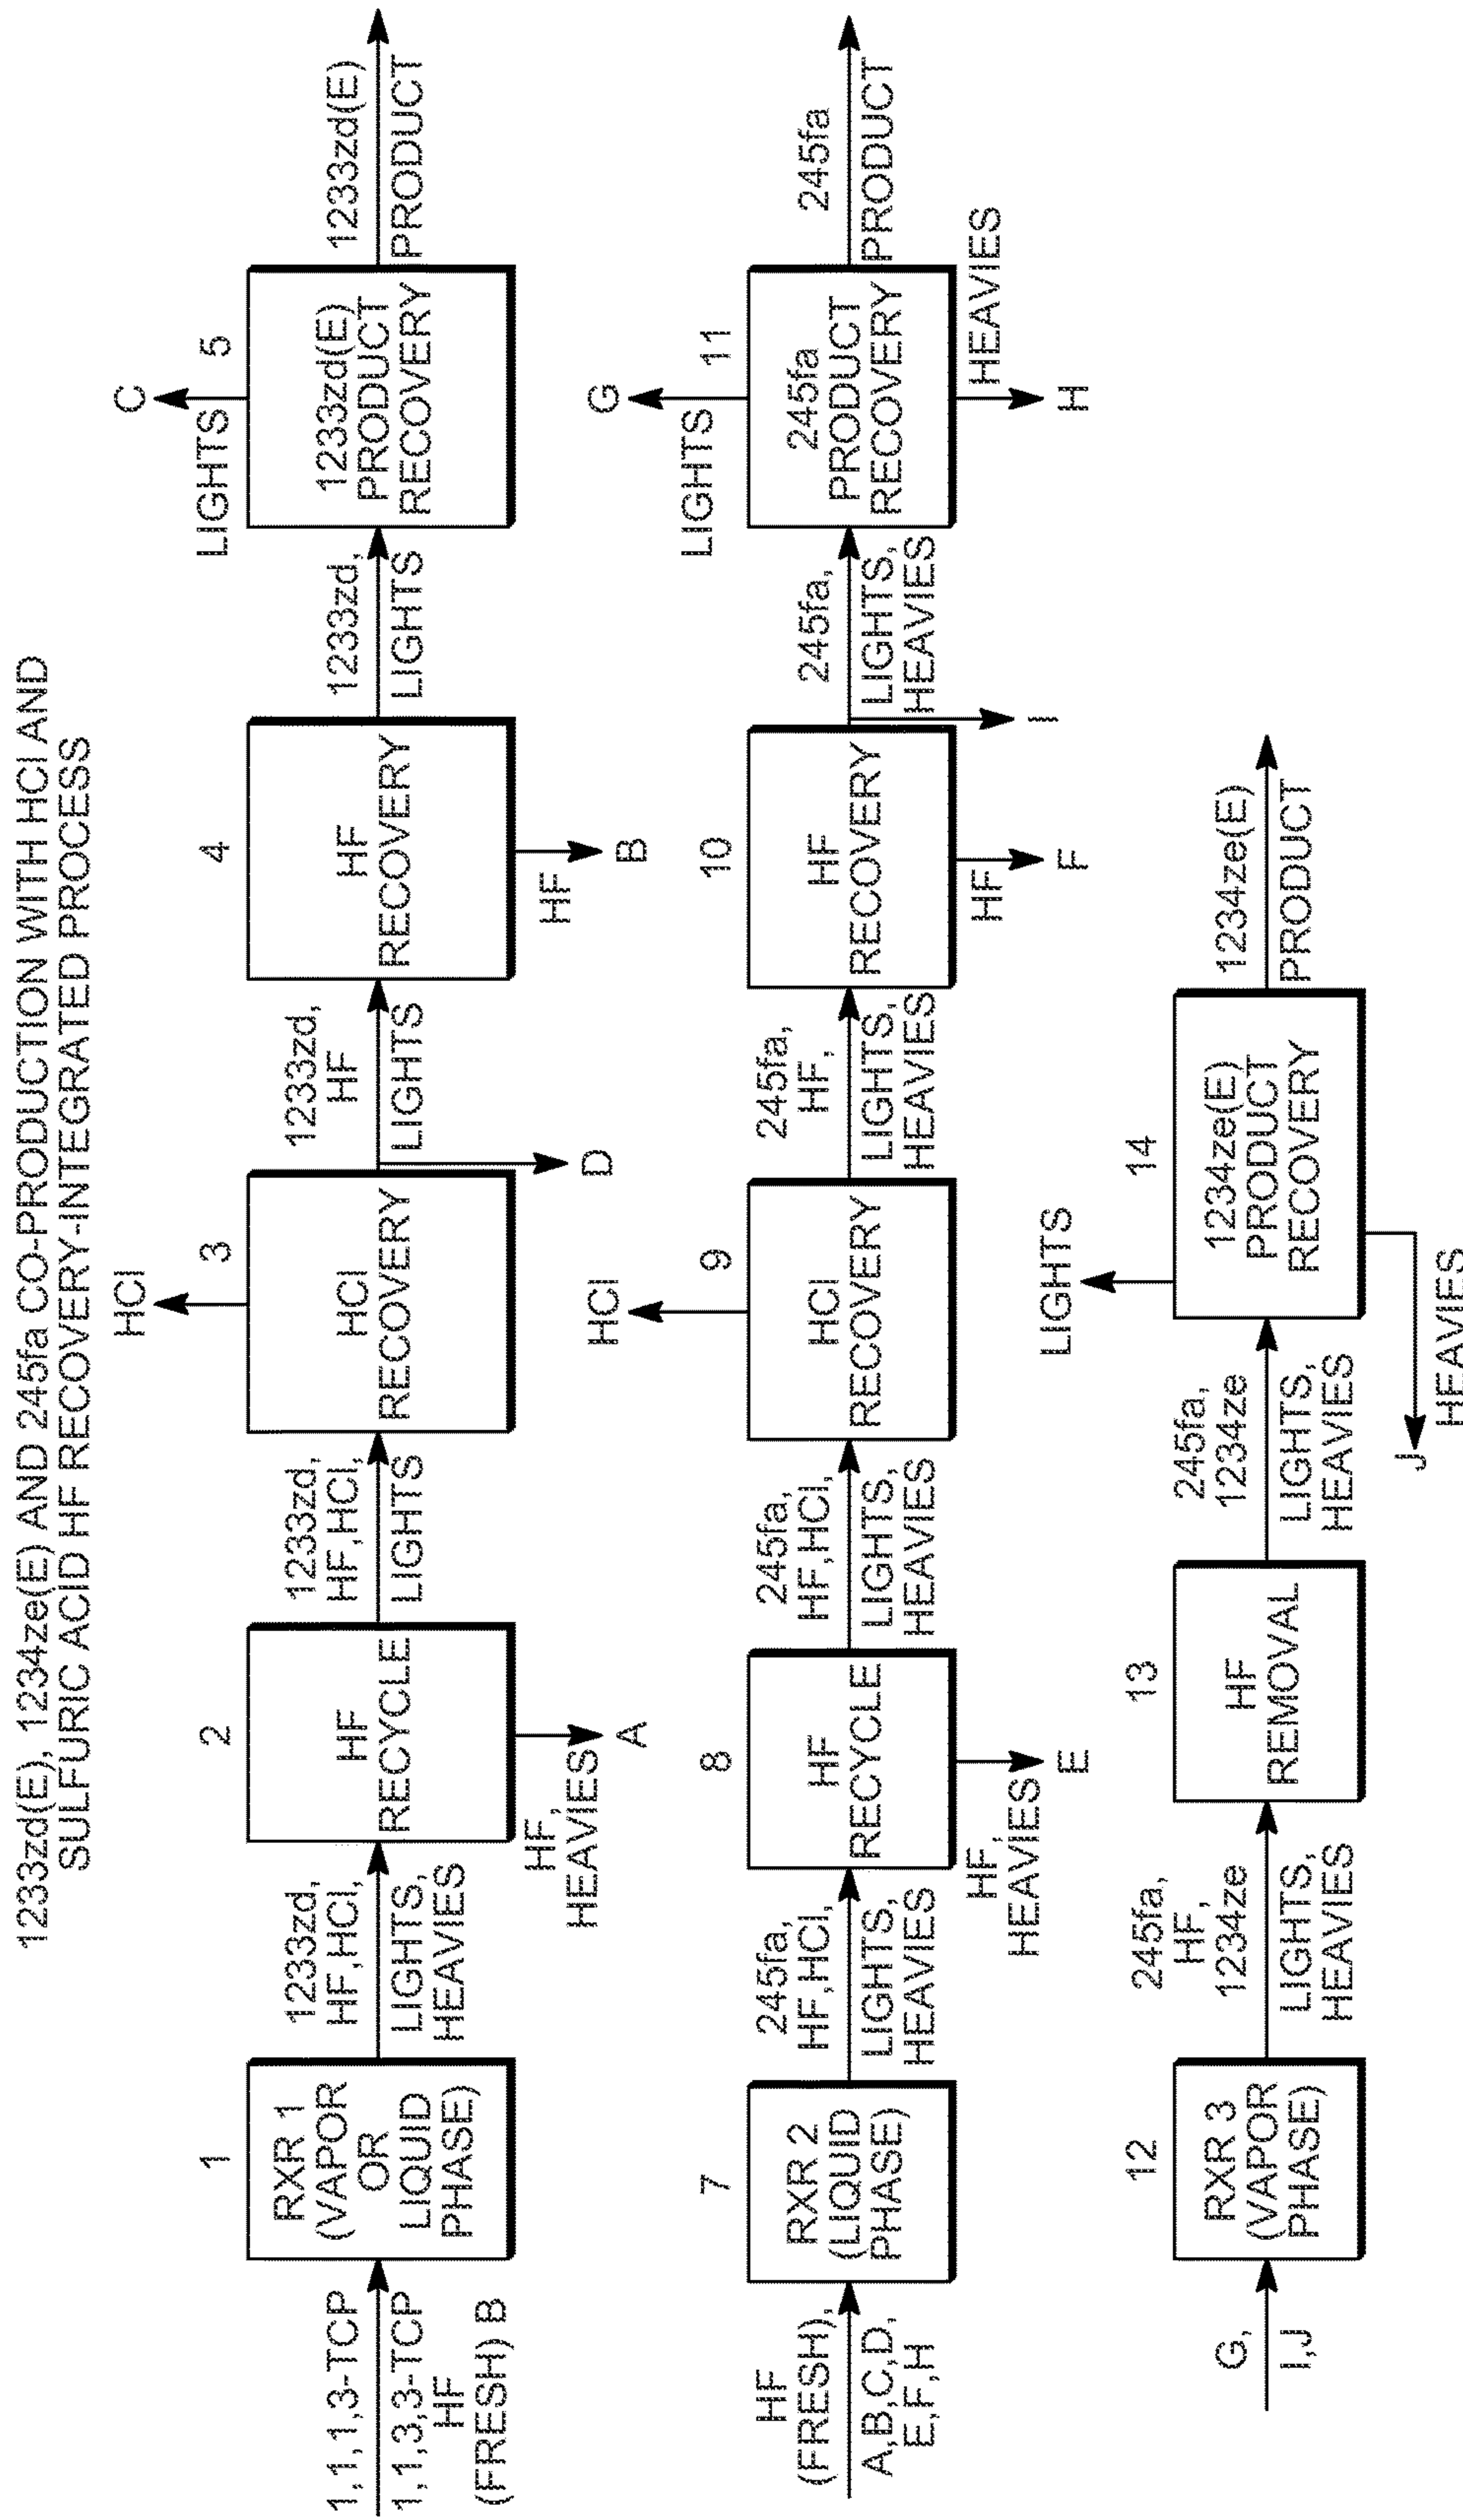 1233zd(E), 1234ze(E) AND 245fa CO-PRODUCTION WITH HCl AND
SULFURIC ACID HF RECOVERY-INTEGRATED PROCESS
1,1,1,3-TCP
1,1,3,3-TCP
HF
(FRESH) B
1
RXR 1
(VAPOR
OR
LIQUID
PHASE)
1233zd,
HF,HCl,
LIGHTS,
HEAVIES
2
HF
RECYCLE
HF,
HEAVIES
A
1233zd,
HF,HCl,
LIGHTS
HCl
3
HCl
RECOVERY
D
1233zd,
HF
LIGHTS
4
HF
RECOVERY
HF
B
1233zd,
LIGHTS
C
LIGHTS
5
1233zd(E)
PRODUCT
RECOVERY
1233zd(E)
PRODUCT
HF
(FRESH),
A,B,C,D,
E,F,H
7
RXR 2
(LIQUID
PHASE)
245fa,
HF,HCl,
LIGHTS,
HEAVIES
8
HF
RECYCLE
HF,
HEAVIES
E
245fa,
HF,HCl,
LIGHTS,
HEAVIES
HCl
9
HCl
RECOVERY
245fa,
HF,
LIGHTS,
HEAVIES
10
HF
RECOVERY
HF
F
I
245fa,
LIGHTS,
HEAVIES
G
LIGHTS
11
245fa
PRODUCT
RECOVERY
HEAVIES
H
245fa
PRODUCT
G,
I,J
12
RXR 3
(VAPOR
PHASE)
245fa,
HF,
1234ze
LIGHTS,
HEAVIES
13
HF
REMOVAL
245fa,
1234ze
LIGHTS,
HEAVIES
LIGHTS
14
1234ze(E)
PRODUCT
RECOVERY
J
HEAVIES
1234ze(E)
PRODUCT